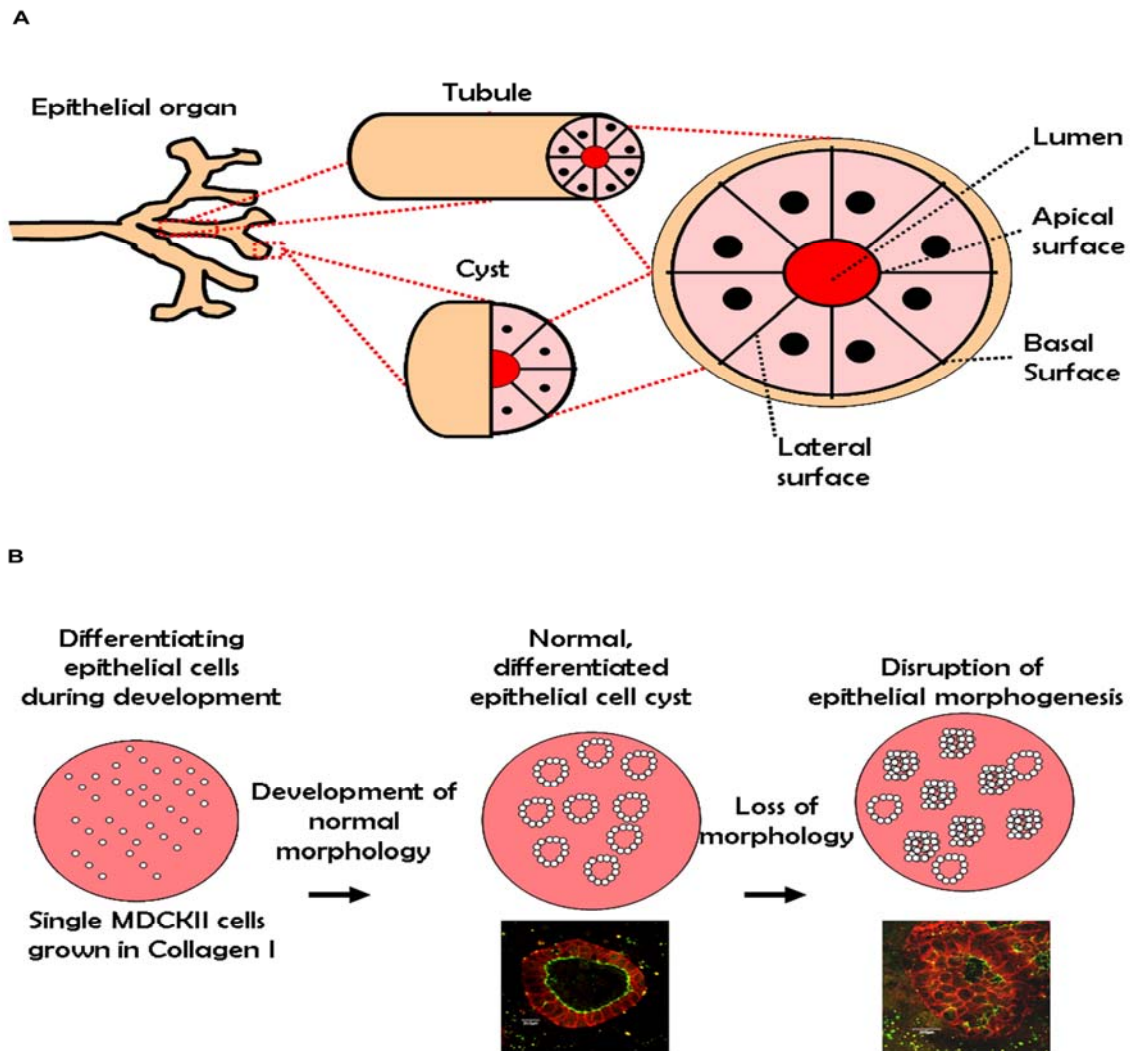 A
Epithelial organ
Tubule
Lumen
Apical
surface
Cyst
Basal
Surface
Lateral
surface
B
Differentiating
epithelial cells
during development
Normal,
differentiated
epithelial cell cyst
Disruption of
epithelial morphogenesis
Development of
normal
morphology
Loss of
morphology
Single MDCKII cells
grown in Collagen I